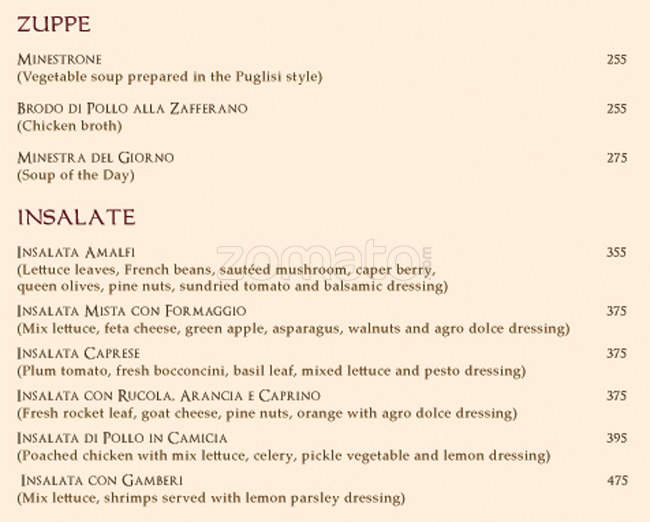 ZUPPE
MINESTRONE 255
(Vegetable soup prepared in the Puglisi style)
BRODO DI POLLO ALLA ZAFFERANO 255
(Chicken broth)
MINESTRA DEL GIORNO 275
(Soup of the Day)
INSALATE
zomato.com
INSALATA AMALFI 355
(Lettuce leaves, French beans, sautéed mushroom, caper berry,
queen olives, pine nuts, sundried tomato and balsamic dressing)
INSALATA MISTA CON FORMAGGIO 375
(Mix lettuce, feta cheese, green apple, asparagus, walnuts and agro dolce dressing)
INSALATA CAPRESE 375
(Plum tomato, fresh bocconcini, basil leaf, mixed lettuce and pesto dressing)
INSALATA CON RUCOLA, ARANCIA E CAPRINO 375
(Fresh rocket leaf, goat cheese, pine nuts, orange with agro dolce dressing)
INSALATA DI POLLO IN CAMICIA 395
(Poached chicken with mix lettuce, celery, pickle vegetable and lemon dressing)
INSALATA CON GAMBERI 475
(Mix lettuce, shrimps served with lemon parsley dressing)